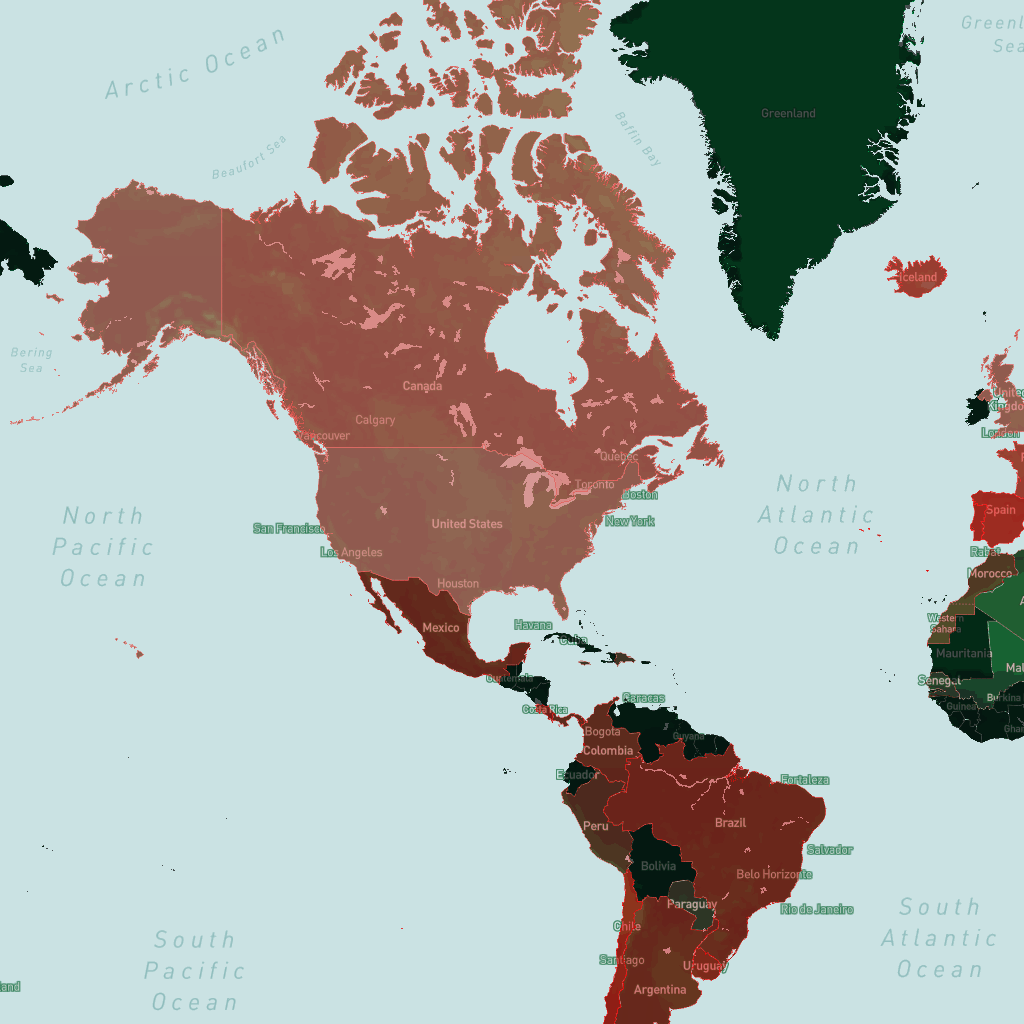 Arctic Ocean
Greenl
Sea
Beaufort Sea
Baffin Bay
Greenland
Iceland
Bering
Sea
Canada
Calgary
Vancouver
Quebec
Toronto
Boston
New York
United States
San Francisco
Los Angeles
Houston
North
Pacific
Ocean
North
Atlantic
Ocean
United
Kingdo
London
Spain
Rabat
Morocco
Western
Sahara
Mauritania
Mal
Senegal
Burkina
Guinea
Ghan
Mexico
Havana
Cuba
Guatemala
Costa Rica
Caracas
Guyana
Bogota
Colombia
Ecuador
Peru
Brazil
Fortaleza
Salvador
Bolivia
Belo Horizonte
Paraguay
Rio de Janeiro
Chile
Santiago
Uruguay
Argentina
South
Pacific
Ocean
South
Atlantic
Ocean
land